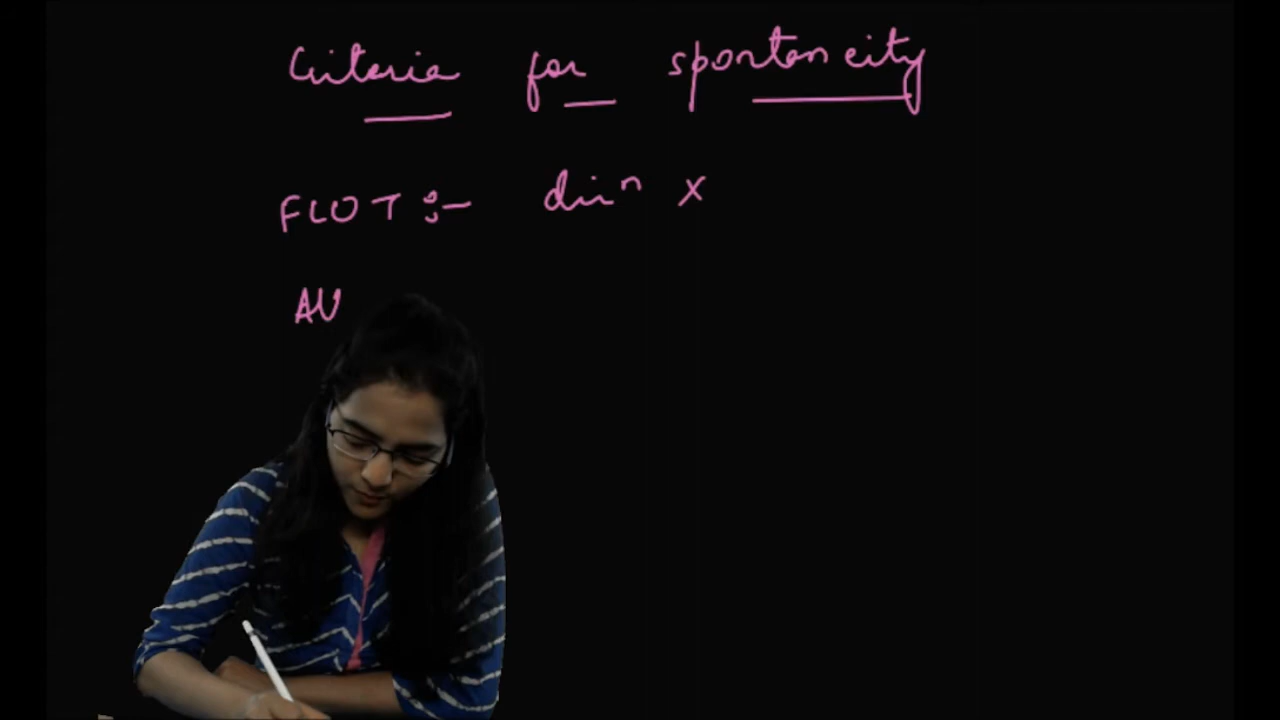 Criteria for spontaneity
FLOT :- dirⁿ x
ΔU